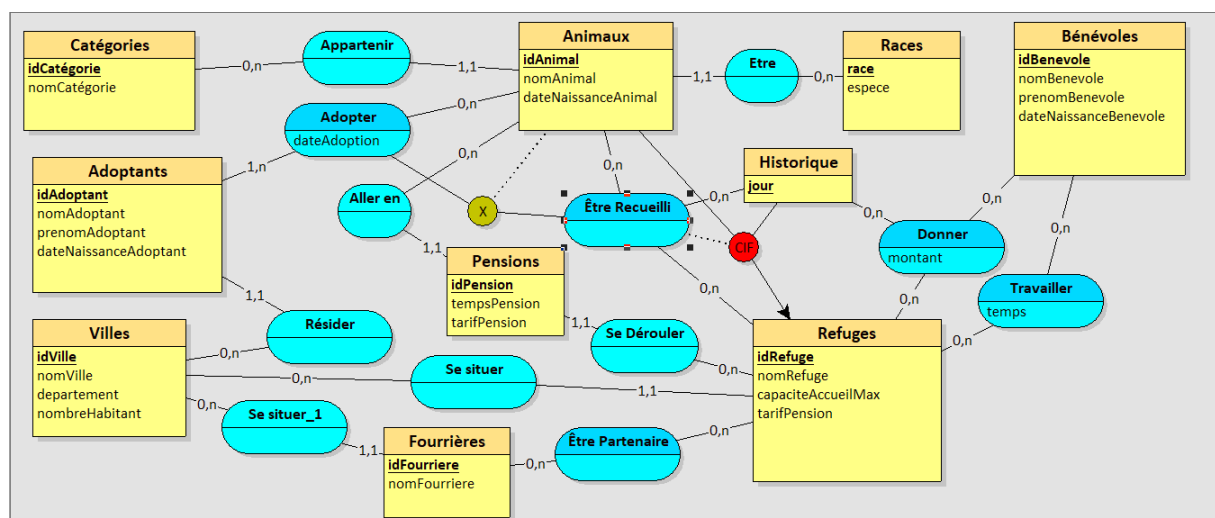 Catégories
idCatégorie
nomCatégorie
0,n
Appartenir
1,1
Animaux
idAnimal
nomAnimal
dateNaissanceAnimal
1,1
Etre
0,n
Races
race
espece
Bénévoles
idBenevole
nomBenevole
prenomBenevole
dateNaissanceBenevole
Adopter
dateAdoption
0,n
1,n
Adoptants
idAdoptant
nomAdoptant
prenomAdoptant
dateNaissanceAdoptant
0,n
Aller en
1,1
X
0,n
Être Recueilli
0,n
0,n
Historique
jour
0,n
CIF
Donner
montant
0,n
0,n
0,n
Travailler
temps
0,n
Pensions
idPension
tempsPension
tarifPension
1,1
Se Dérouler
0,n
1,1
Résider
0,n
Villes
idVille
nomVille
departement
nombreHabitant
0,n
Se situer
1,1
Refuges
idRefuge
nomRefuge
capaciteAccueilMax
tarifPension
0,n
Se situer_1
1,1
Fourrières
idFourriere
nomFourriere
0,n
Être Partenaire
0,n